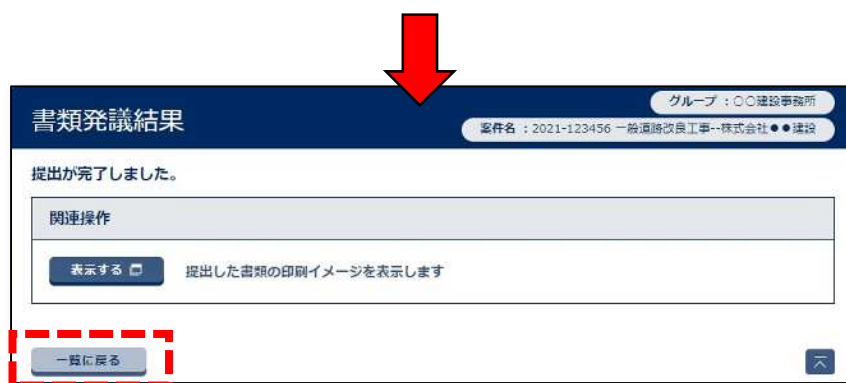 グループ：〇〇建設事務所
書類発議結果
案件名：2021-123456 一般道路改良工事--株式会社●●建設
提出が完了しました。
関連操作
表示する 提出した書類の印刷イメージを表示します
一覧に戻る